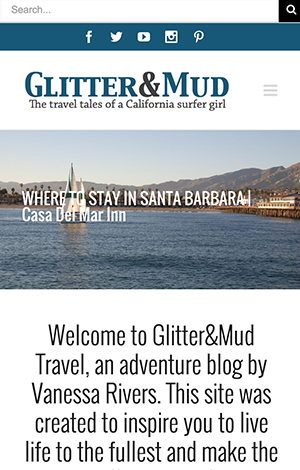 Search...
GLITTER&MUD
The travel tales of a California surfer girl
WHERE TO STAY IN SANTA BARBARA |
Casa Del Mar Inn
Welcome to Glitter&Mud
Travel, an adventure blog by
Vanessa Rivers. This site was
created to inspire you to live
life to the fullest and make the